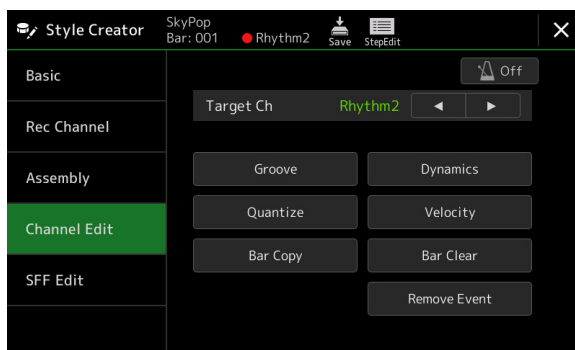 Style Creator
SkyPop
Bar: 001
Rhythm2
Save
StepEdit
Basic
Off
Target Ch Rhythm2
Rec Channel
Assembly
Groove Dynamics
Channel Edit
Quantize Velocity
Bar Copy Bar Clear
SFF Edit
Remove Event